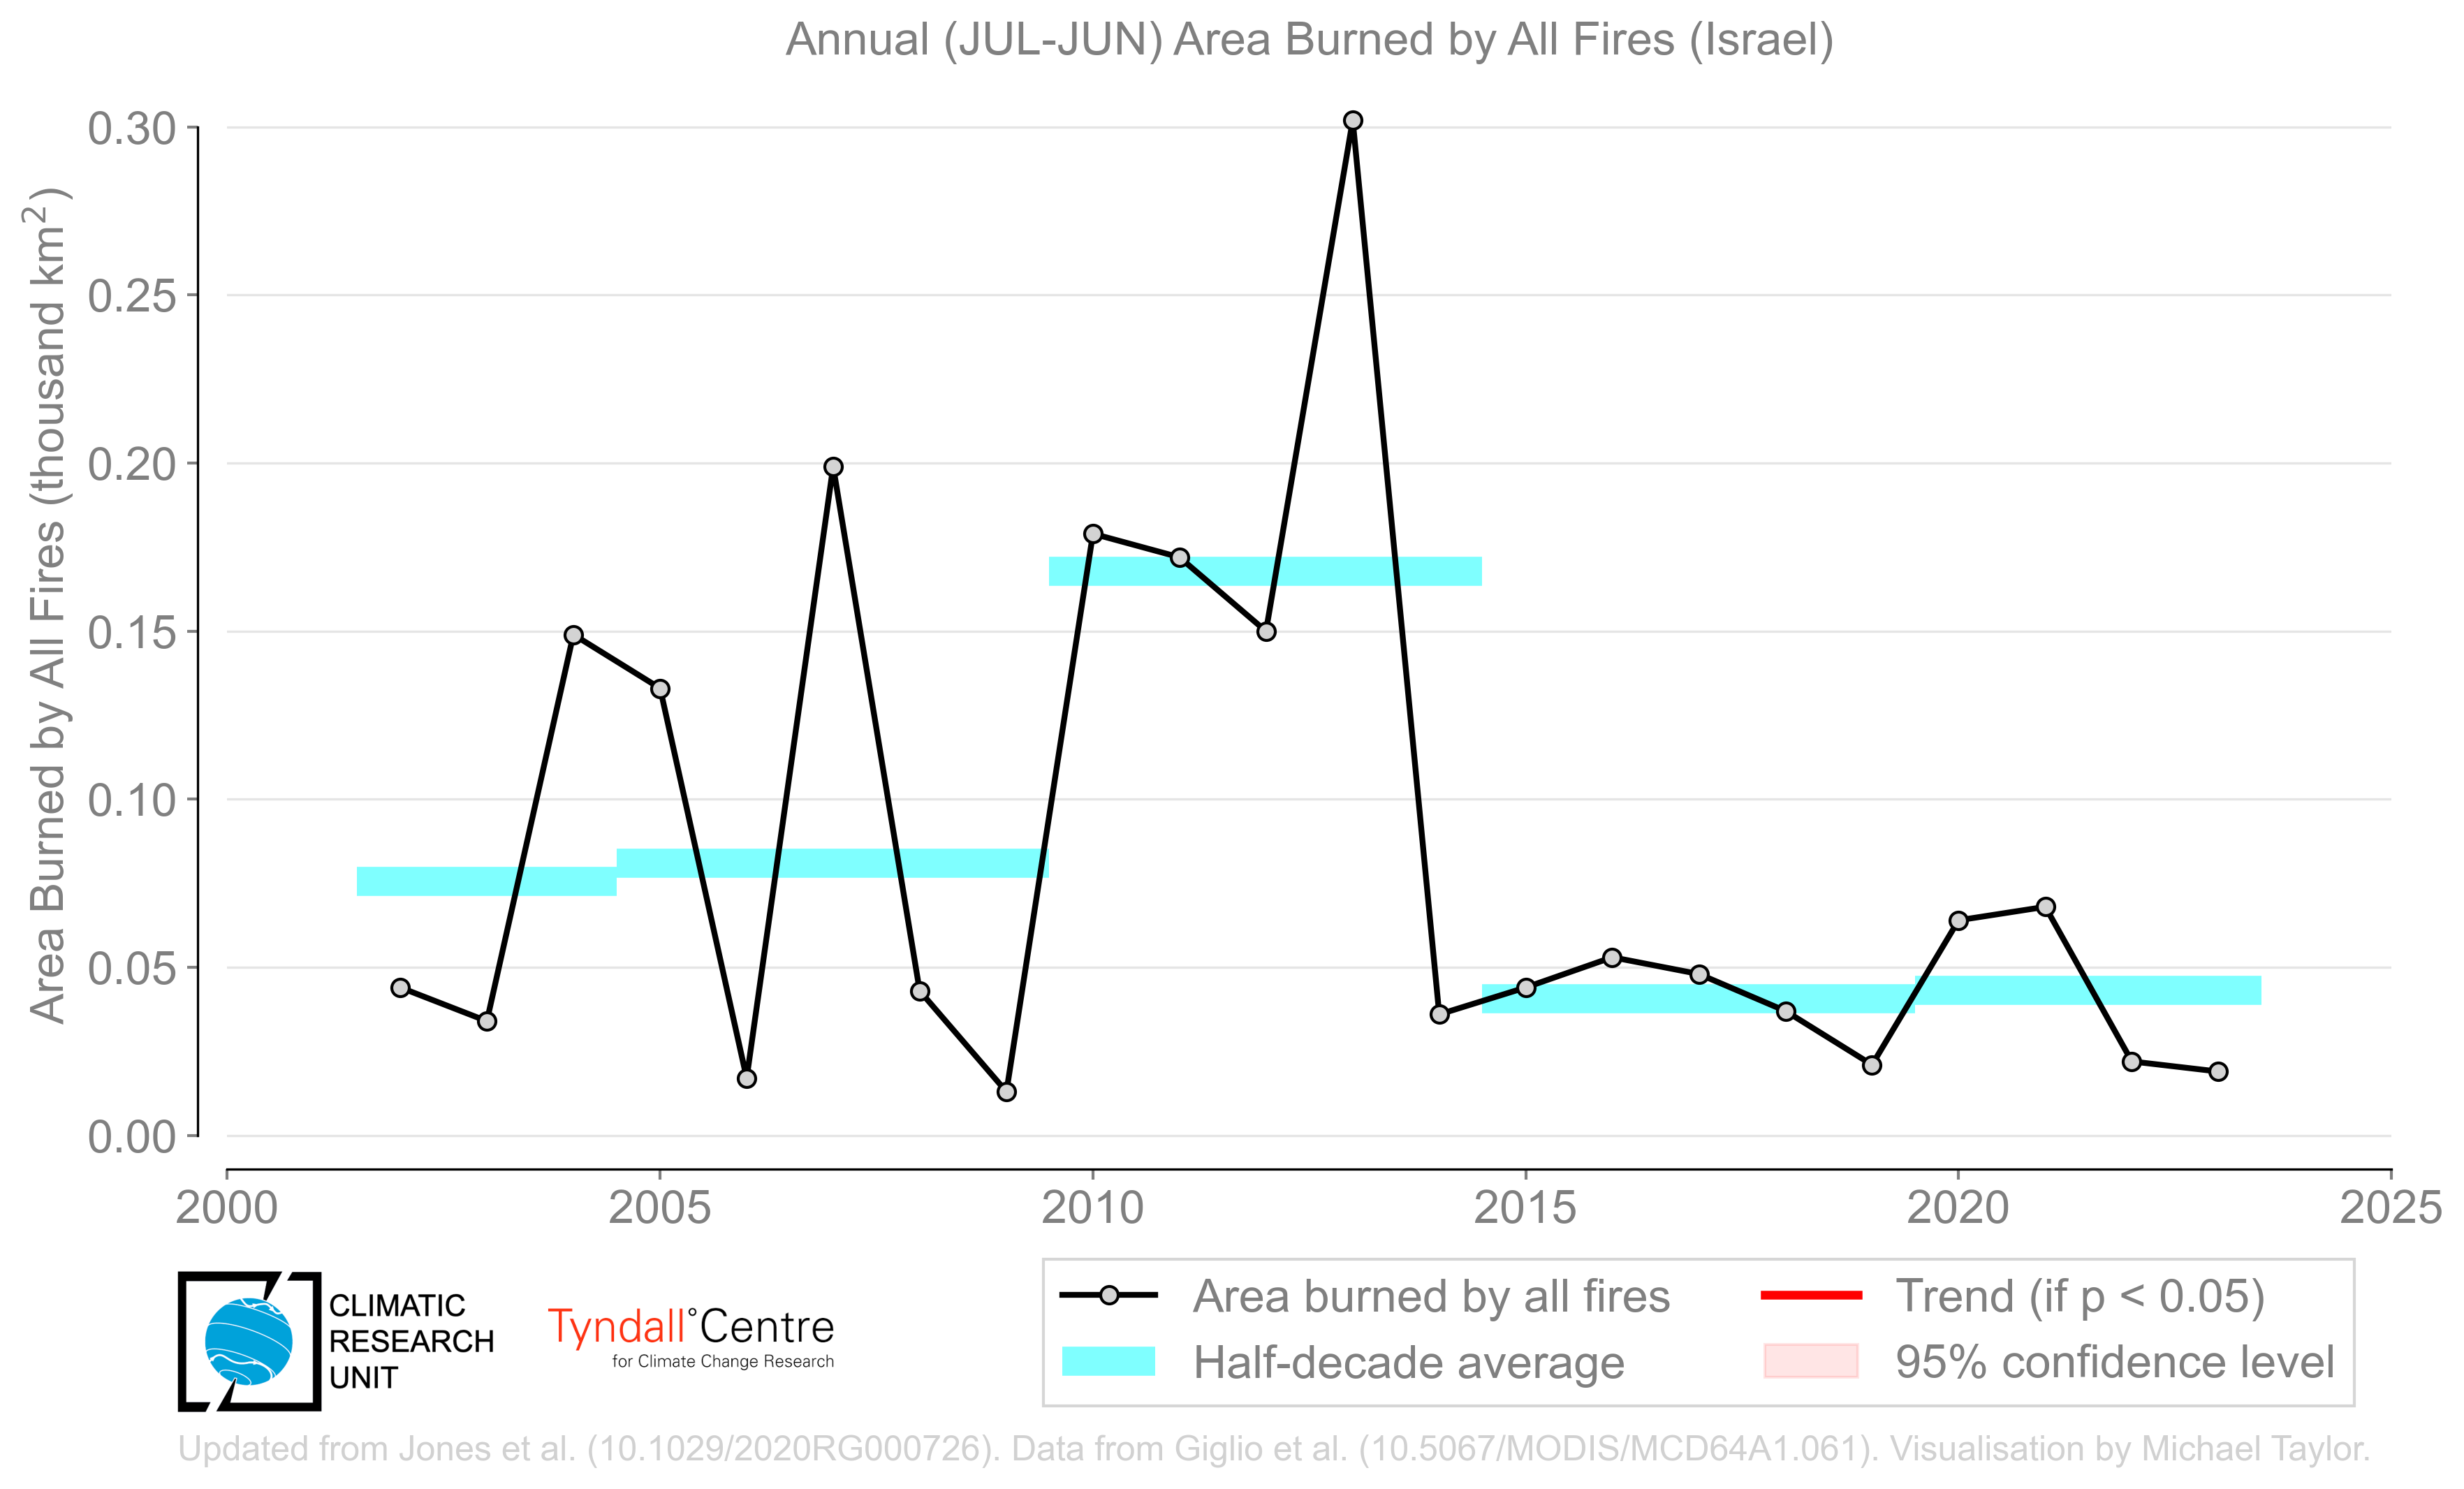 Annual (JUL-JUN) Area Burned by All Fires (Israel)
Area Burned by All Fires (thousand km²)
0.30
0.25
0.20
0.15
0.10
0.05
0.00
2000 2005 2010 2015 2020 2025
CLIMATIC
RESEARCH
UNIT
Tyndall°Centre
for Climate Change Research
Area burned by all fires
Half-decade average
Trend (if p < 0.05)
95% confidence level
Updated from Jones et al. (10.1029/2020RG000726). Data from Giglio et al. (10.5067/MODIS/MCD64A1.061). Visualisation by Michael Taylor.